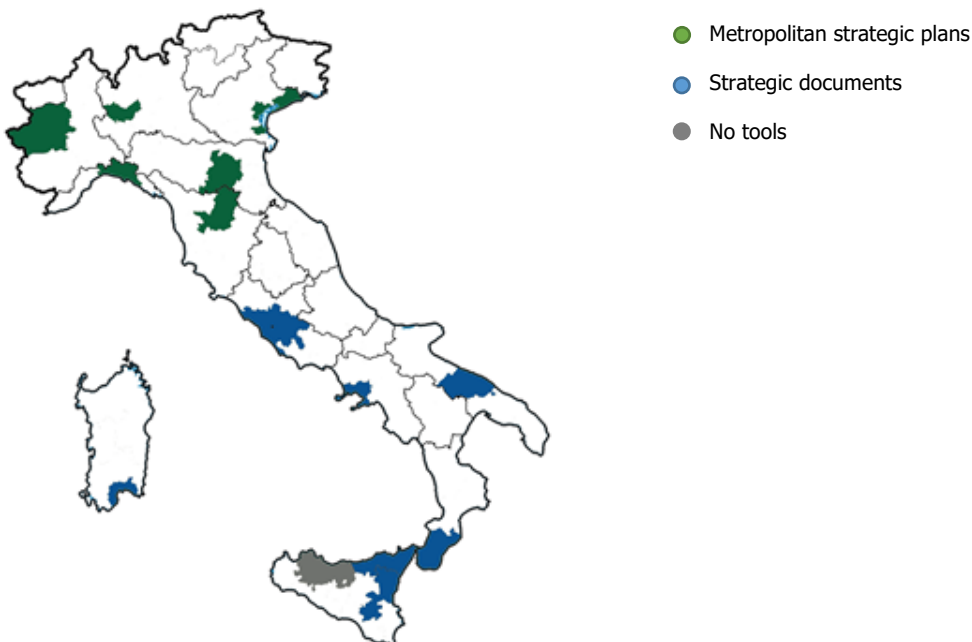 Metropolitan strategic plans
Strategic documents
No tools